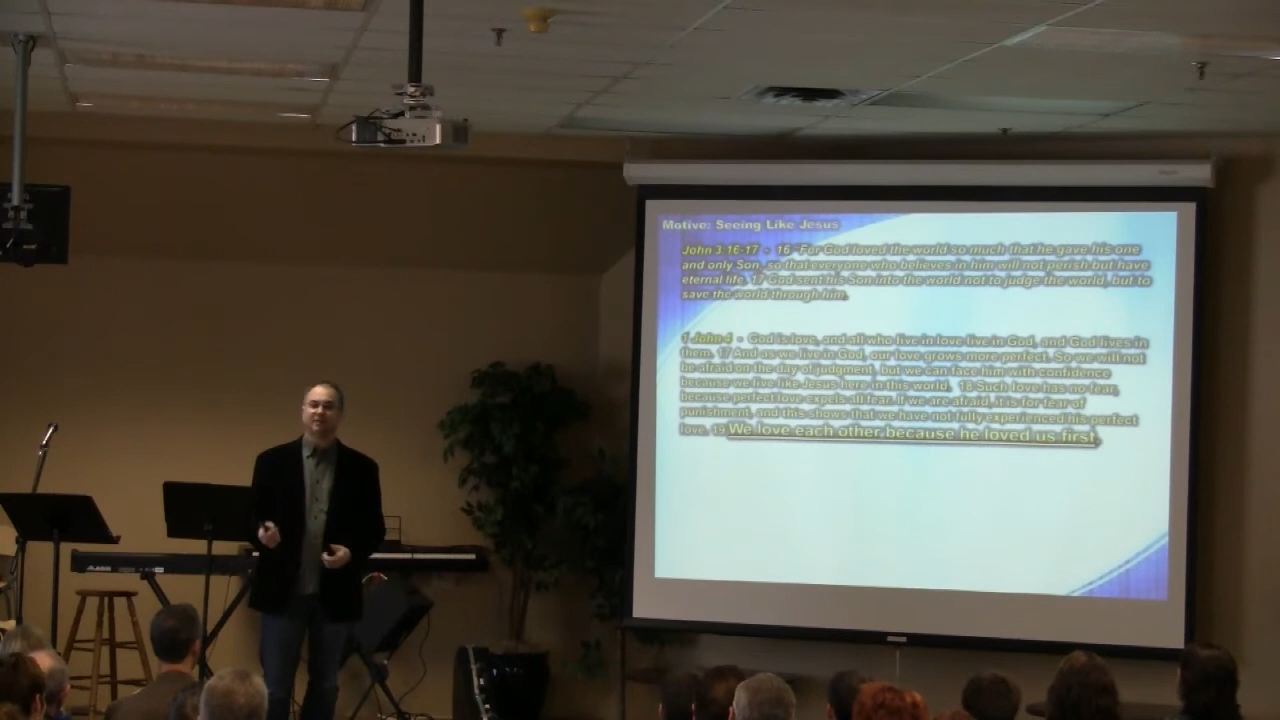 Motive: Seeing Like Jesus
John 3:16-17 - 16 "For God loved the world so much that he gave his one
and only Son, so that everyone who believes in him will not perish but have
eternal life. 17 God sent his Son into the world not to judge the world, but to
save the world through him.
1 John 4 - God is love, and all who live in love live in God, and God lives in
them. 17 And as we live in God, our love grows more perfect. So we will not
be afraid on the day of judgment, but we can face him with confidence
because we live like Jesus here in this world. 18 Such love has no fear,
because perfect love expels all fear. If we are afraid, it is for fear of
punishment, and this shows that we have not fully experienced his perfect
love. 19 We love each other because he loved us first.
ALESIS